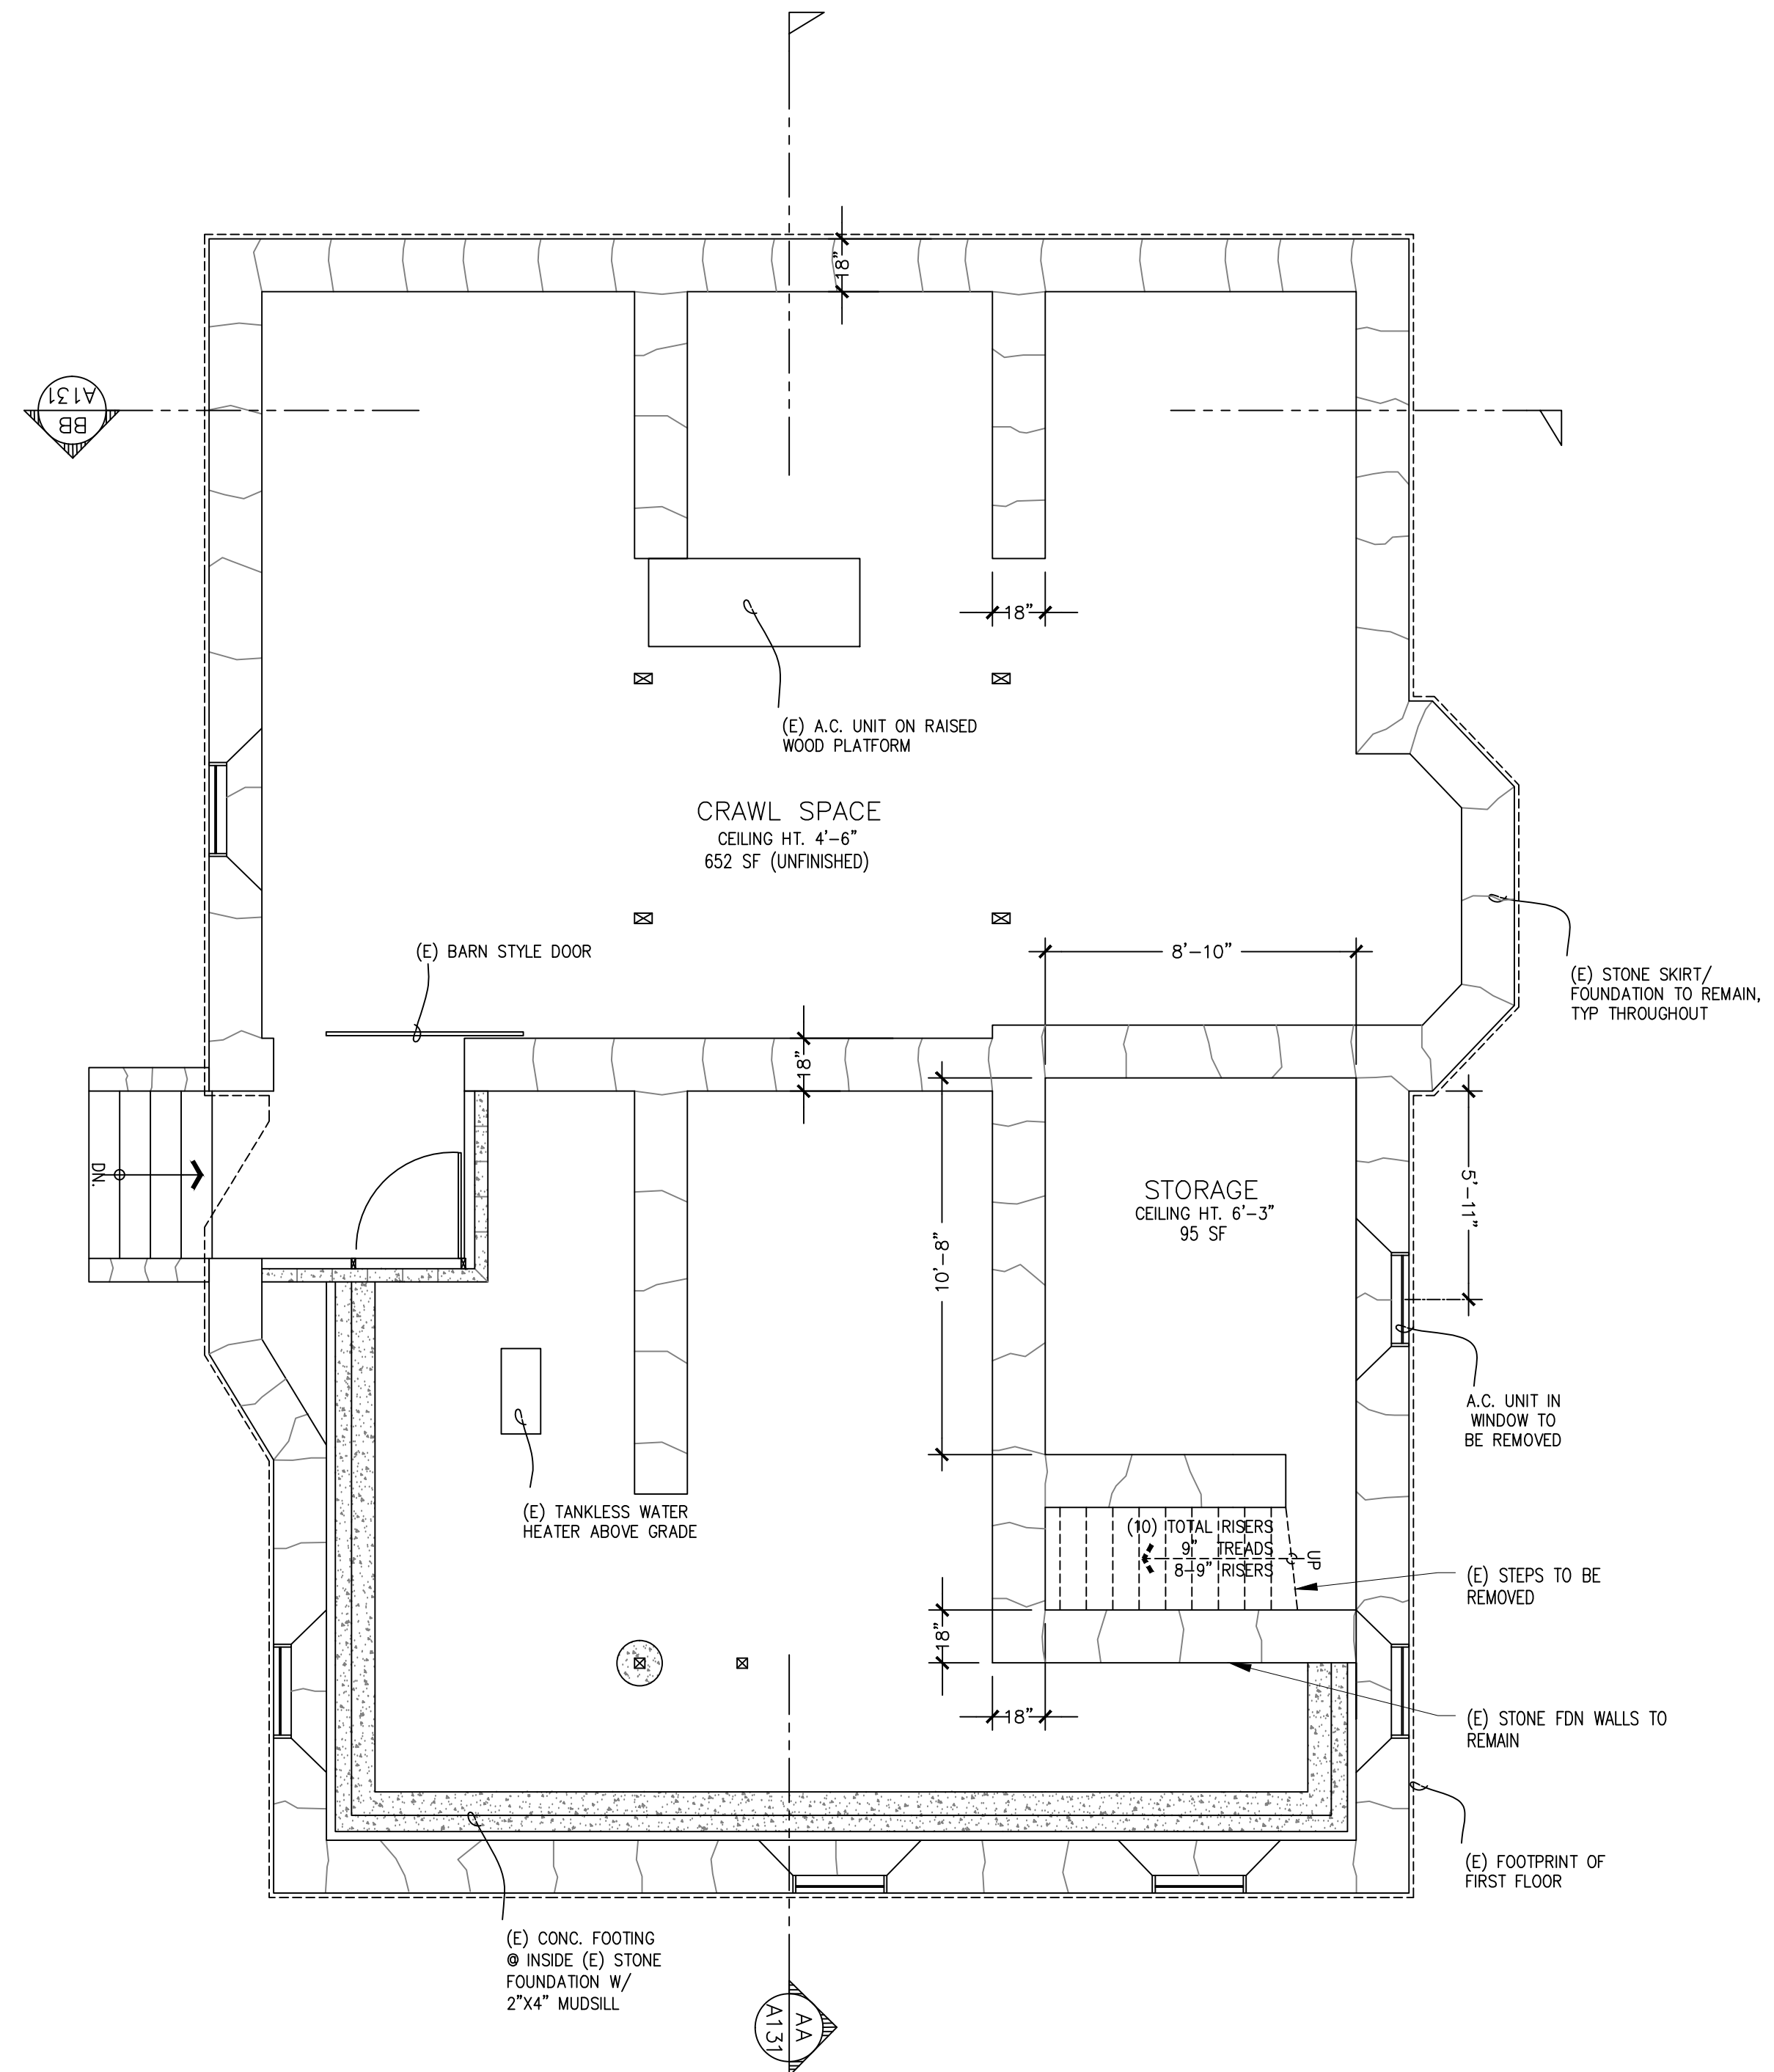 18”
A131
BB
18”
(E) A.C. UNIT ON RAISED
WOOD PLATFORM
CRAWL SPACE
CEILING HT. 4’–6”
652 SF (UNFINISHED)
(E) BARN STYLE DOOR
8’–10”
(E) STONE SKIRT/
FOUNDATION TO REMAIN,
TYP THROUGHOUT
18”
DN.
STORAGE
CEILING HT. 6’–3”
95 SF
5’–11”
10’–8”
A.C. UNIT IN
WINDOW TO
BE REMOVED
(E) TANKLESS WATER
HEATER ABOVE GRADE
(10) TOTAL RISERS
9” TREADS
8–9” RISERS
UP
(E) STEPS TO BE
REMOVED
18”
18”
(E) STONE FDN WALLS TO
REMAIN
(E) FOOTPRINT OF
FIRST FLOOR
(E) CONC. FOOTING
@ INSIDE (E) STONE
FOUNDATION W/
2”X4” MUDSILL
AA
A131